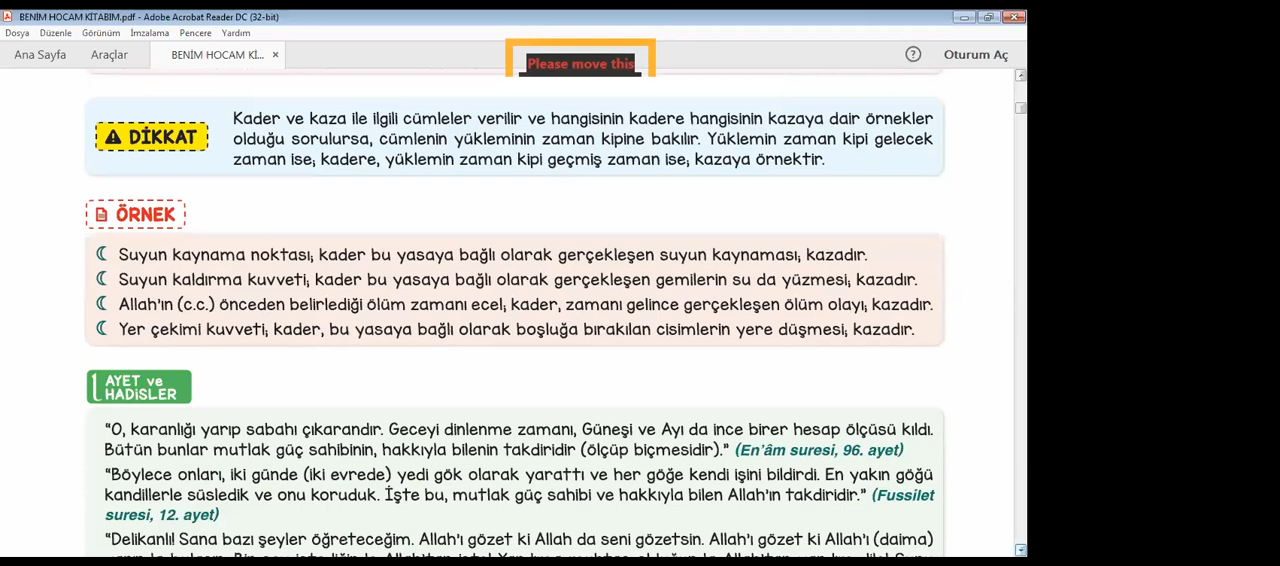 BENİM HOCAM KİTABIM.pdf - Adobe Acrobat Reader DC (32-bit)
Dosya Düzenle Görünüm İmzalama Pencere Yardım
Ana Sayfa Araçlar BENİM HOCAM Kİ... × Please move this ? Oturum Aç
DİKKAT
Kader ve kaza ile ilgili cümleler verilir ve hangisinin kadere hangisinin kazaya dair örnekler
olduğu sorulursa, cümlenin yükleminin zaman kipine bakılır. Yüklemin zaman kipi gelecek
zaman ise; kadere, yüklemin zaman kipi geçmiş zaman ise; kazaya örnektir.
ÖRNEK
Suyun kaynama noktası; kader bu yasaya bağlı olarak gerçekleşen suyun kaynaması; kazadır.
Suyun kaldırma kuvveti; kader bu yasaya bağlı olarak gerçekleşen gemilerin su da yüzmesi; kazadır.
Allah'ın (c.c.) önceden belirlediği ölüm zamanı ecel; kader, zamanı gelince gerçekleşen ölüm olayı; kazadır.
Yer çekimi kuvveti; kader, bu yasaya bağlı olarak boşluğa bırakılan cisimlerin yere düşmesi; kazadır.
AYET ve
HADİSLER
"O, karanlığı yarıp sabahı çıkarandır. Geceyi dinlenme zamanı, Güneşi ve Ayı da ince birer hesap ölçüsü kıldı.
Bütün bunlar mutlak güç sahibinin, hakkıyla bilenin takdiridir (ölçüp biçmesidir)." (En'âm suresi, 96. ayet)
"Böylece onları, iki günde (iki evrede) yedi gök olarak yarattı ve her göğe kendi işini bildirdi. En yakın göğü
kandillerle süsledik ve onu koruduk. İşte bu, mutlak güç sahibi ve hakkıyla bilen Allah'ın takdiridir." (Fussilet
suresi, 12. ayet)
"Delikanlı! Sana bazı şeyler öğreteceğim. Allah'ı gözet ki Allah da seni gözetsin. Allah'ı gözet ki Allah'ı (daima)